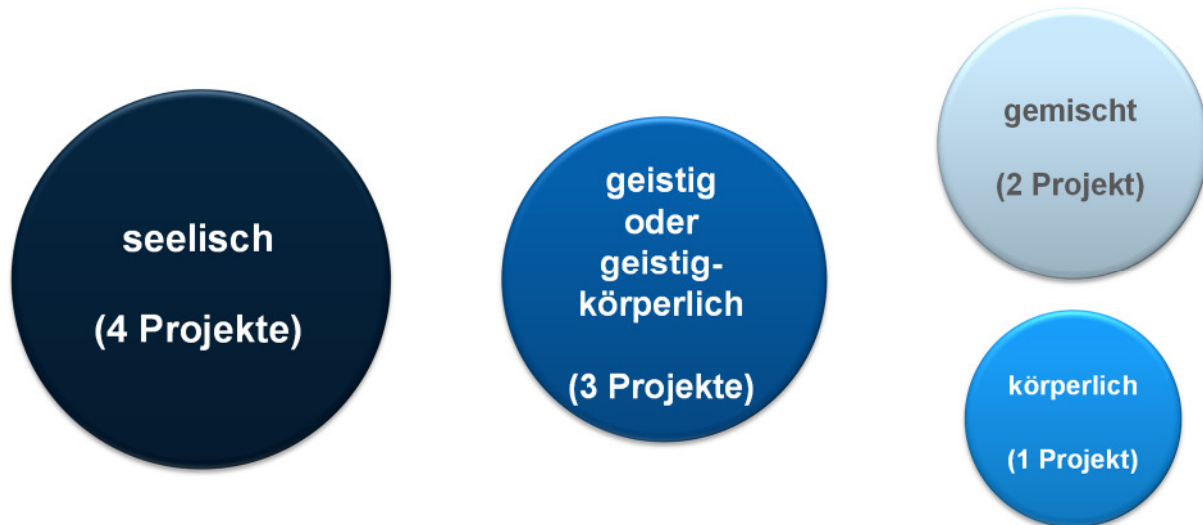 seelisch
(4 Projekte)
geistig
oder
geistig-
körperlich
(3 Projekte)
gemischt
(2 Projekt)
körperlich
(1 Projekt)